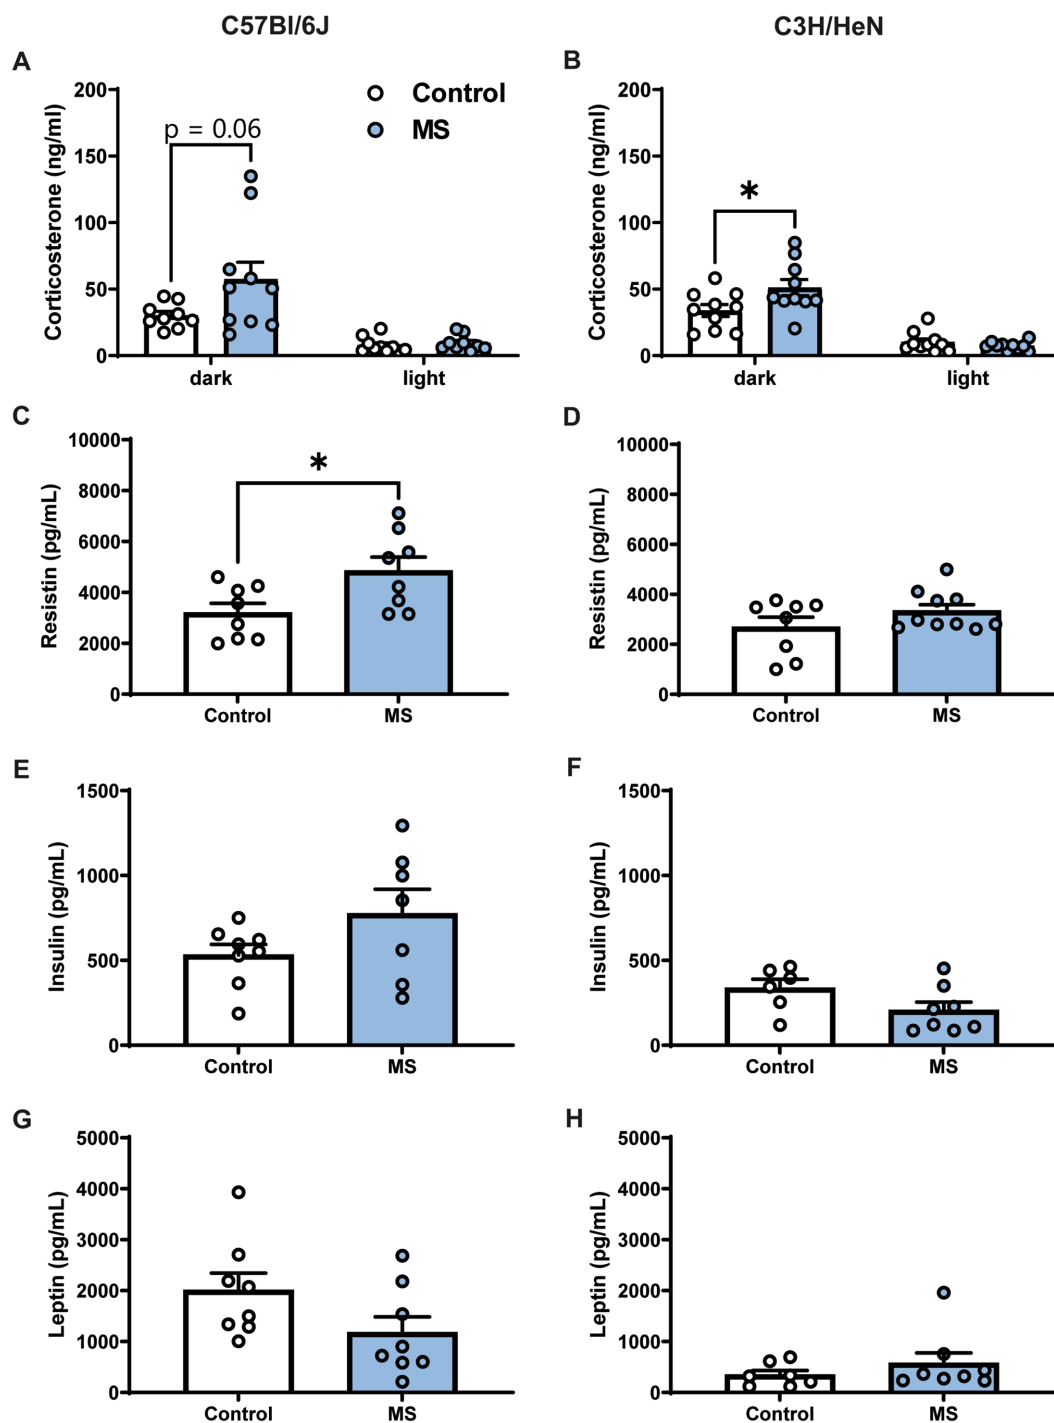 C57Bl/6J
C3H/HeN
A
Corticosterone (ng/ml)
200
150
100
50
0
p = 0.06
Control
MS
dark
light
B
Corticosterone (ng/ml)
200
150
100
50
0
*
dark
light
C
Resistin (pg/mL)
10000
8000
6000
4000
2000
0
*
Control
MS
D
Resistin (pg/mL)
10000
8000
6000
4000
2000
0
Control
MS
E
Insulin (pg/mL)
1500
1000
500
0
Control
MS
F
Insulin (pg/mL)
1500
1000
500
0
Control
MS
G
Leptin (pg/mL)
5000
4000
3000
2000
1000
0
Control
MS
H
Leptin (pg/mL)
5000
4000
3000
2000
1000
0
Control
MS